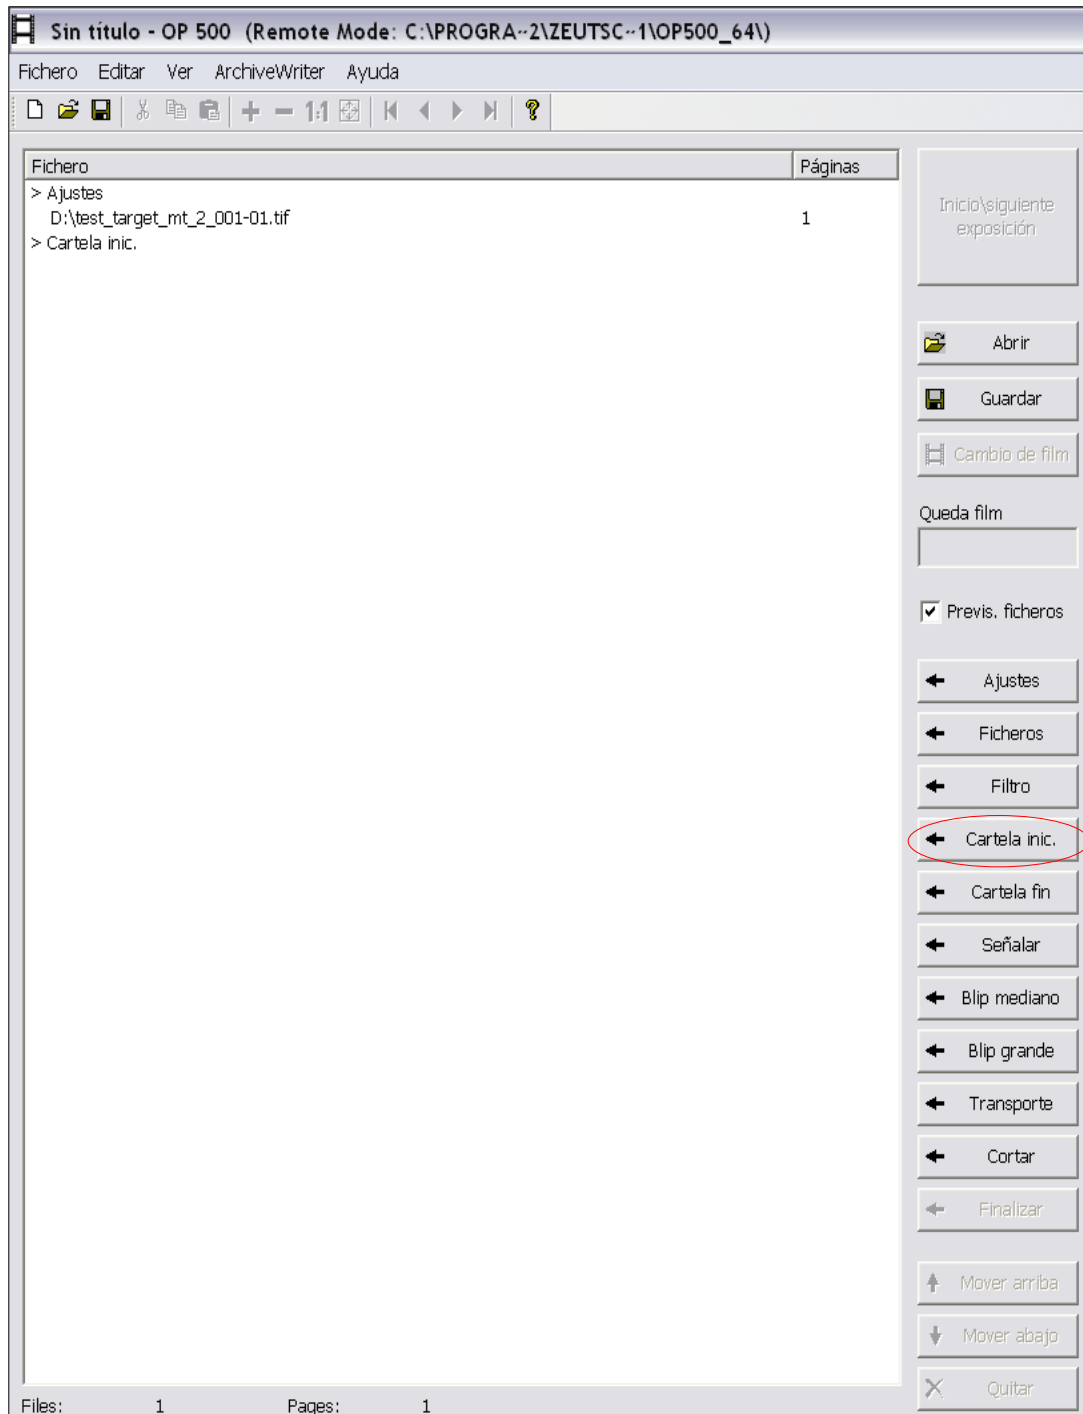 Sin título - OP 500 (Remote Mode: C:\PROGRA~2\ZEUTSC~1\OP500_64\)
Fichero Editar Ver ArchiveWriter Ayuda
1:1
Fichero Páginas
> Ajustes
D:\test_target_mt_2_001-01.tif 1
> Cartela inic.
Inicio\siguiente
exposición
Abrir
Guardar
Cambio de film
Queda film
Previs. ficheros
Ajustes
Ficheros
Filtro
Cartela inic.
Cartela fin
Señalar
Blip mediano
Blip grande
Transporte
Cortar
Finalizar
Mover arriba
Mover abajo
Quitar
Files: 1 Pages: 1